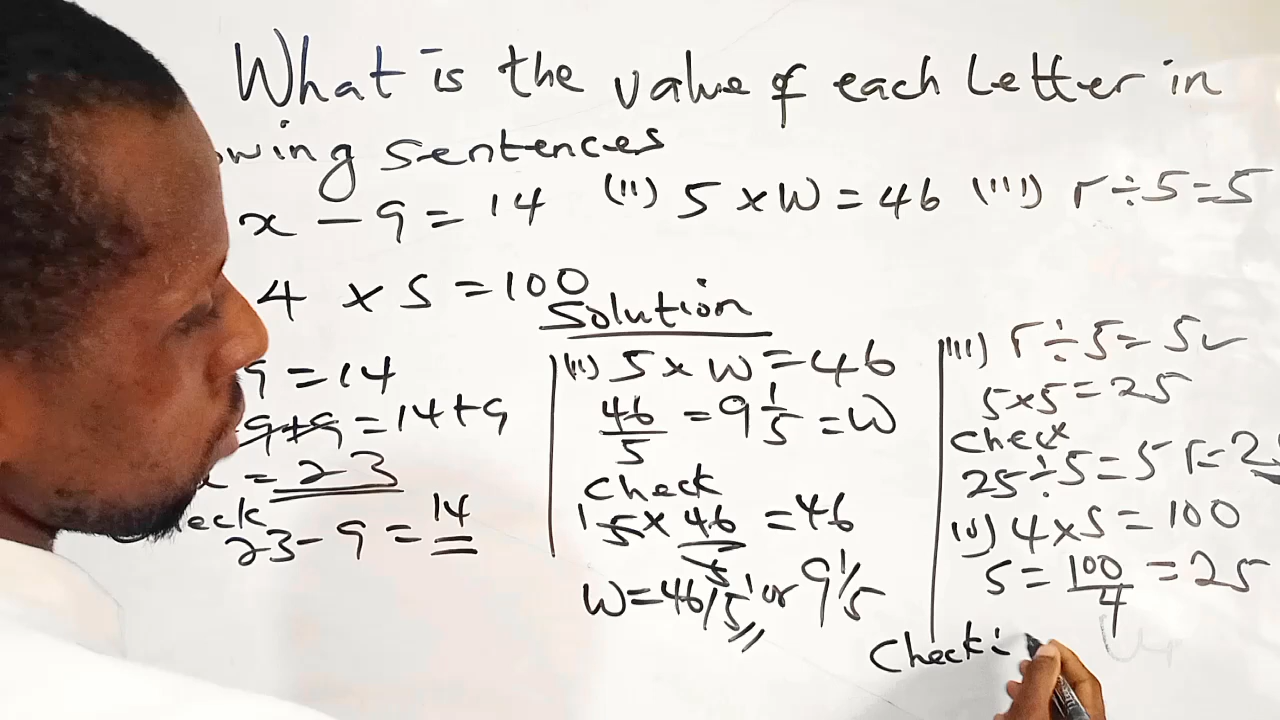 What is the value of each Letter in
wing sentences
x - 9 = 14 (ii) 5 x W = 46 (iii) r ÷ 5 = 5
4 x S = 100
Solution
9 = 14
9+9 = 14+9
= 23
eck
23 - 9 = 14
(ii) 5 x W = 46
46/5 = 9 1/5 = W
Check
1 5 x 46/5 = 46
W = 46/5 or 9 1/5
(iii) r ÷ 5 = 5
5x5 = 25
Check
25÷5 = 5 r = 25
iv) 4 x S = 100
S = 100/4 = 25
Check: